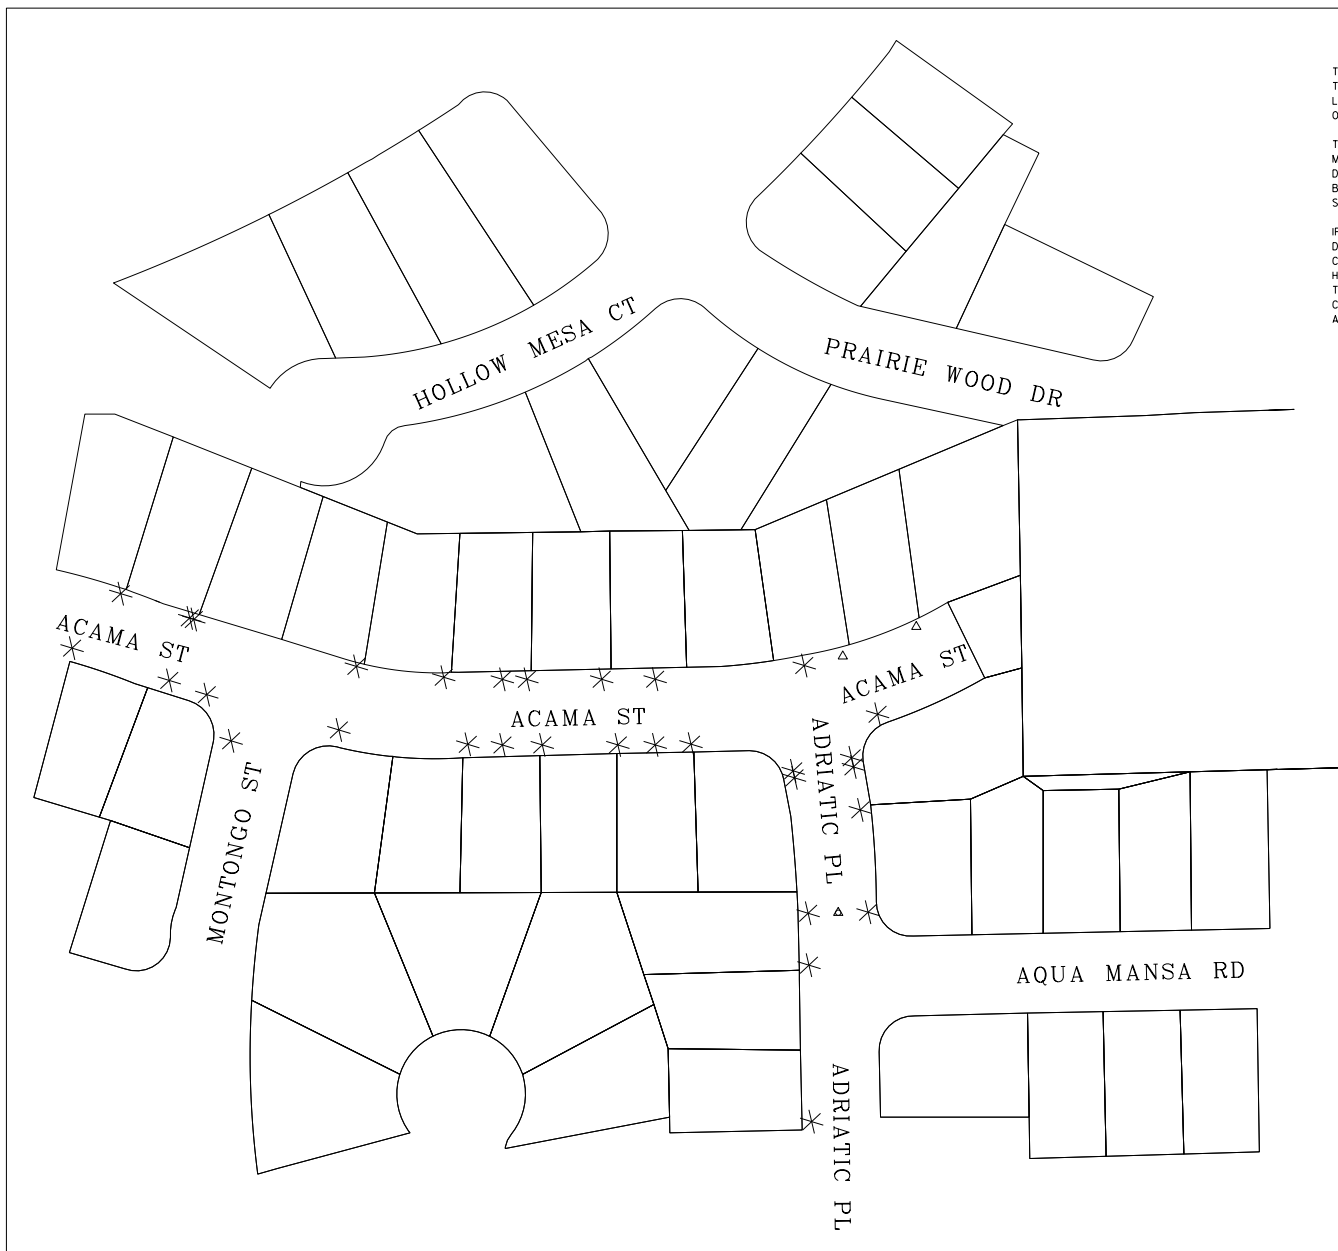 HOLLOW MESA CT
PRAIRIE WOOD DR
ACAMA ST
ACAMA ST
ACAMA ST
ADRIATIC PL
MONTONGO ST
AQUA MANSA RD
ADRIATIC PL